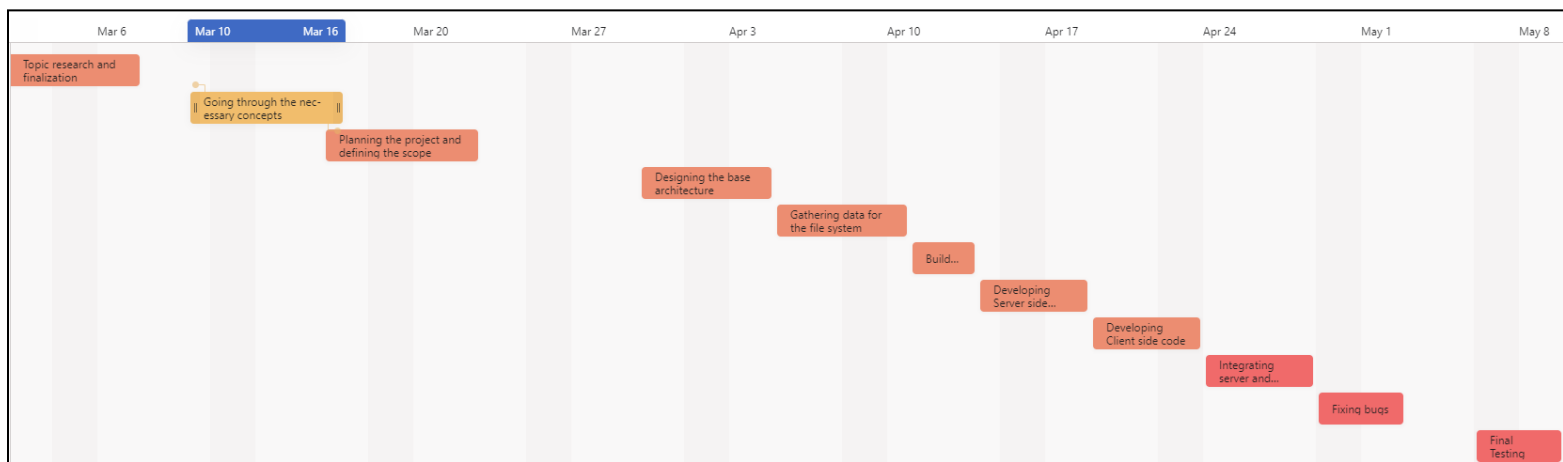 Mar 6 Mar 10 Mar 16 Mar 20 Mar 27 Apr 3 Apr 10 Apr 17 Apr 24 May 1 May 8
Topic research and
finalization
Going through the nec-
essary concepts
Planning the project and
defining the scope
Designing the base
architecture
Gathering data for
the file system
Build...
Developing
Server side...
Developing
Client side code
Integrating
server and...
Fixing bugs
Final
Testing